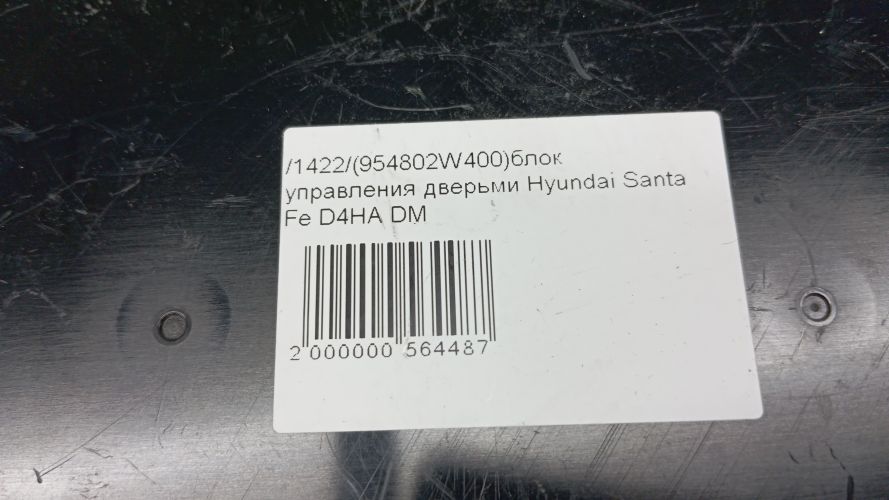 /1422/(954802W400)блок
управления дверьми Hyundai Santa
Fe D4HA DM
2 000000 564487